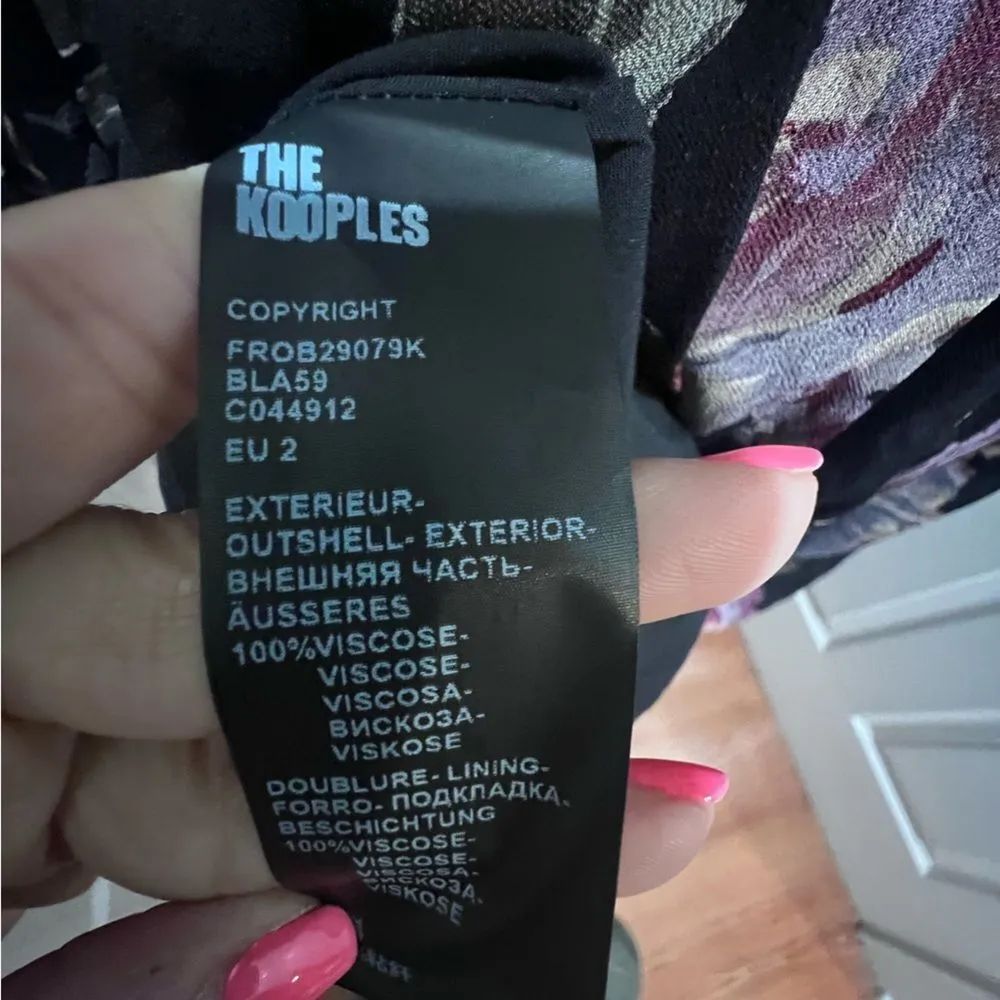 THE
KOOPLES
COPYRIGHT
FROB29079K
BLA59
C044912
EU 2
EXTERIEUR-
OUTSHELL- EXTERIOR-
ВНЕШНЯЯ ЧАСТЬ-
ÄUSSERES
100%VISCOSE-
VISCOSE-
VISCOSA-
ВИСКОЗА-
VISKOSE
DOUBLURE- LINING-
FORRO- ПОДКЛАДКА,
BESCHICHTUNG
100%VISCOSE-
VISCOSE-
VISCOSA-
ВИСКОЗА,
VISKOSE